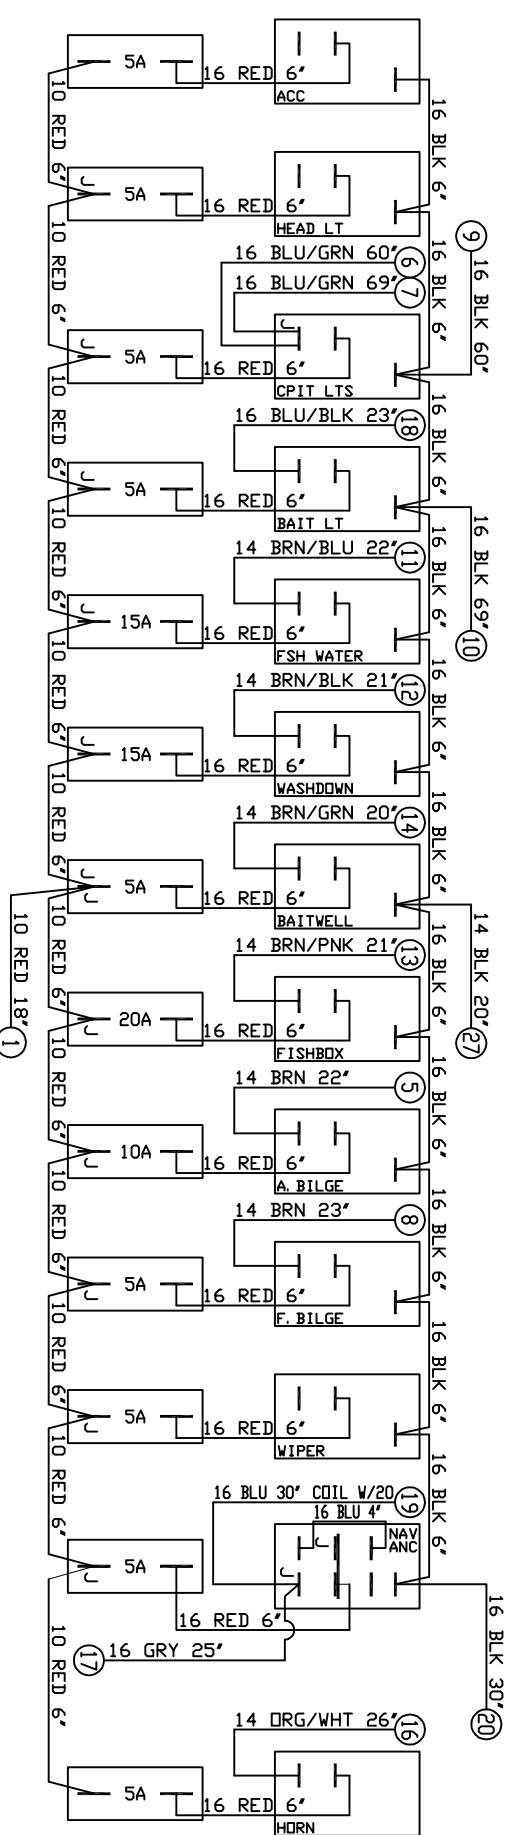 5A
16 RED 6"
ACC
10 RED 6"
16 BLK 6"
5A
16 RED 6"
HEAD LT
9
16 BLK 60"
16 BLU/GRN 60"
6
16 BLU/GRN 69"
7
10 RED 6"
16 BLK 6"
5A
16 RED 6"
CPIT LTS
16 BLU/BLK 23"
18
10 RED 6"
16 BLK 6"
5A
16 RED 6"
BAIT LT
16 BLK 69"
10
14 BRN/BLU 22"
11
10 RED 6"
16 BLK 6"
15A
16 RED 6"
FSH WATER
14 BRN/BLK 21"
12
10 RED 6"
16 BLK 6"
15A
16 RED 6"
WASHDOWN
14 BRN/GRN 20"
14
10 RED 6"
16 BLK 6"
5A
16 RED 6"
BAITWELL
10 RED 18"
1
14 BLK 20"
27
14 BRN/PNK 21"
13
10 RED 6"
16 BLK 6"
20A
16 RED 6"
FISHBOX
14 BRN 22"
5
10 RED 6"
16 BLK 6"
10A
16 RED 6"
A. BILGE
14 BRN 23"
8
10 RED 6"
16 BLK 6"
5A
16 RED 6"
F. BILGE
10 RED 6"
16 BLK 6"
5A
16 RED 6"
WIPER
10 RED 6"
16 BLK 6"
16 BLU 30" COIL W/20
19
16 BLU 4"
NAV
ANC
5A
16 RED 6"
16 BLK 30"
20
17
16 GRY 25"
10 RED 6"
14 ORG/WHT 26"
16
5A
16 RED 6"
HORN